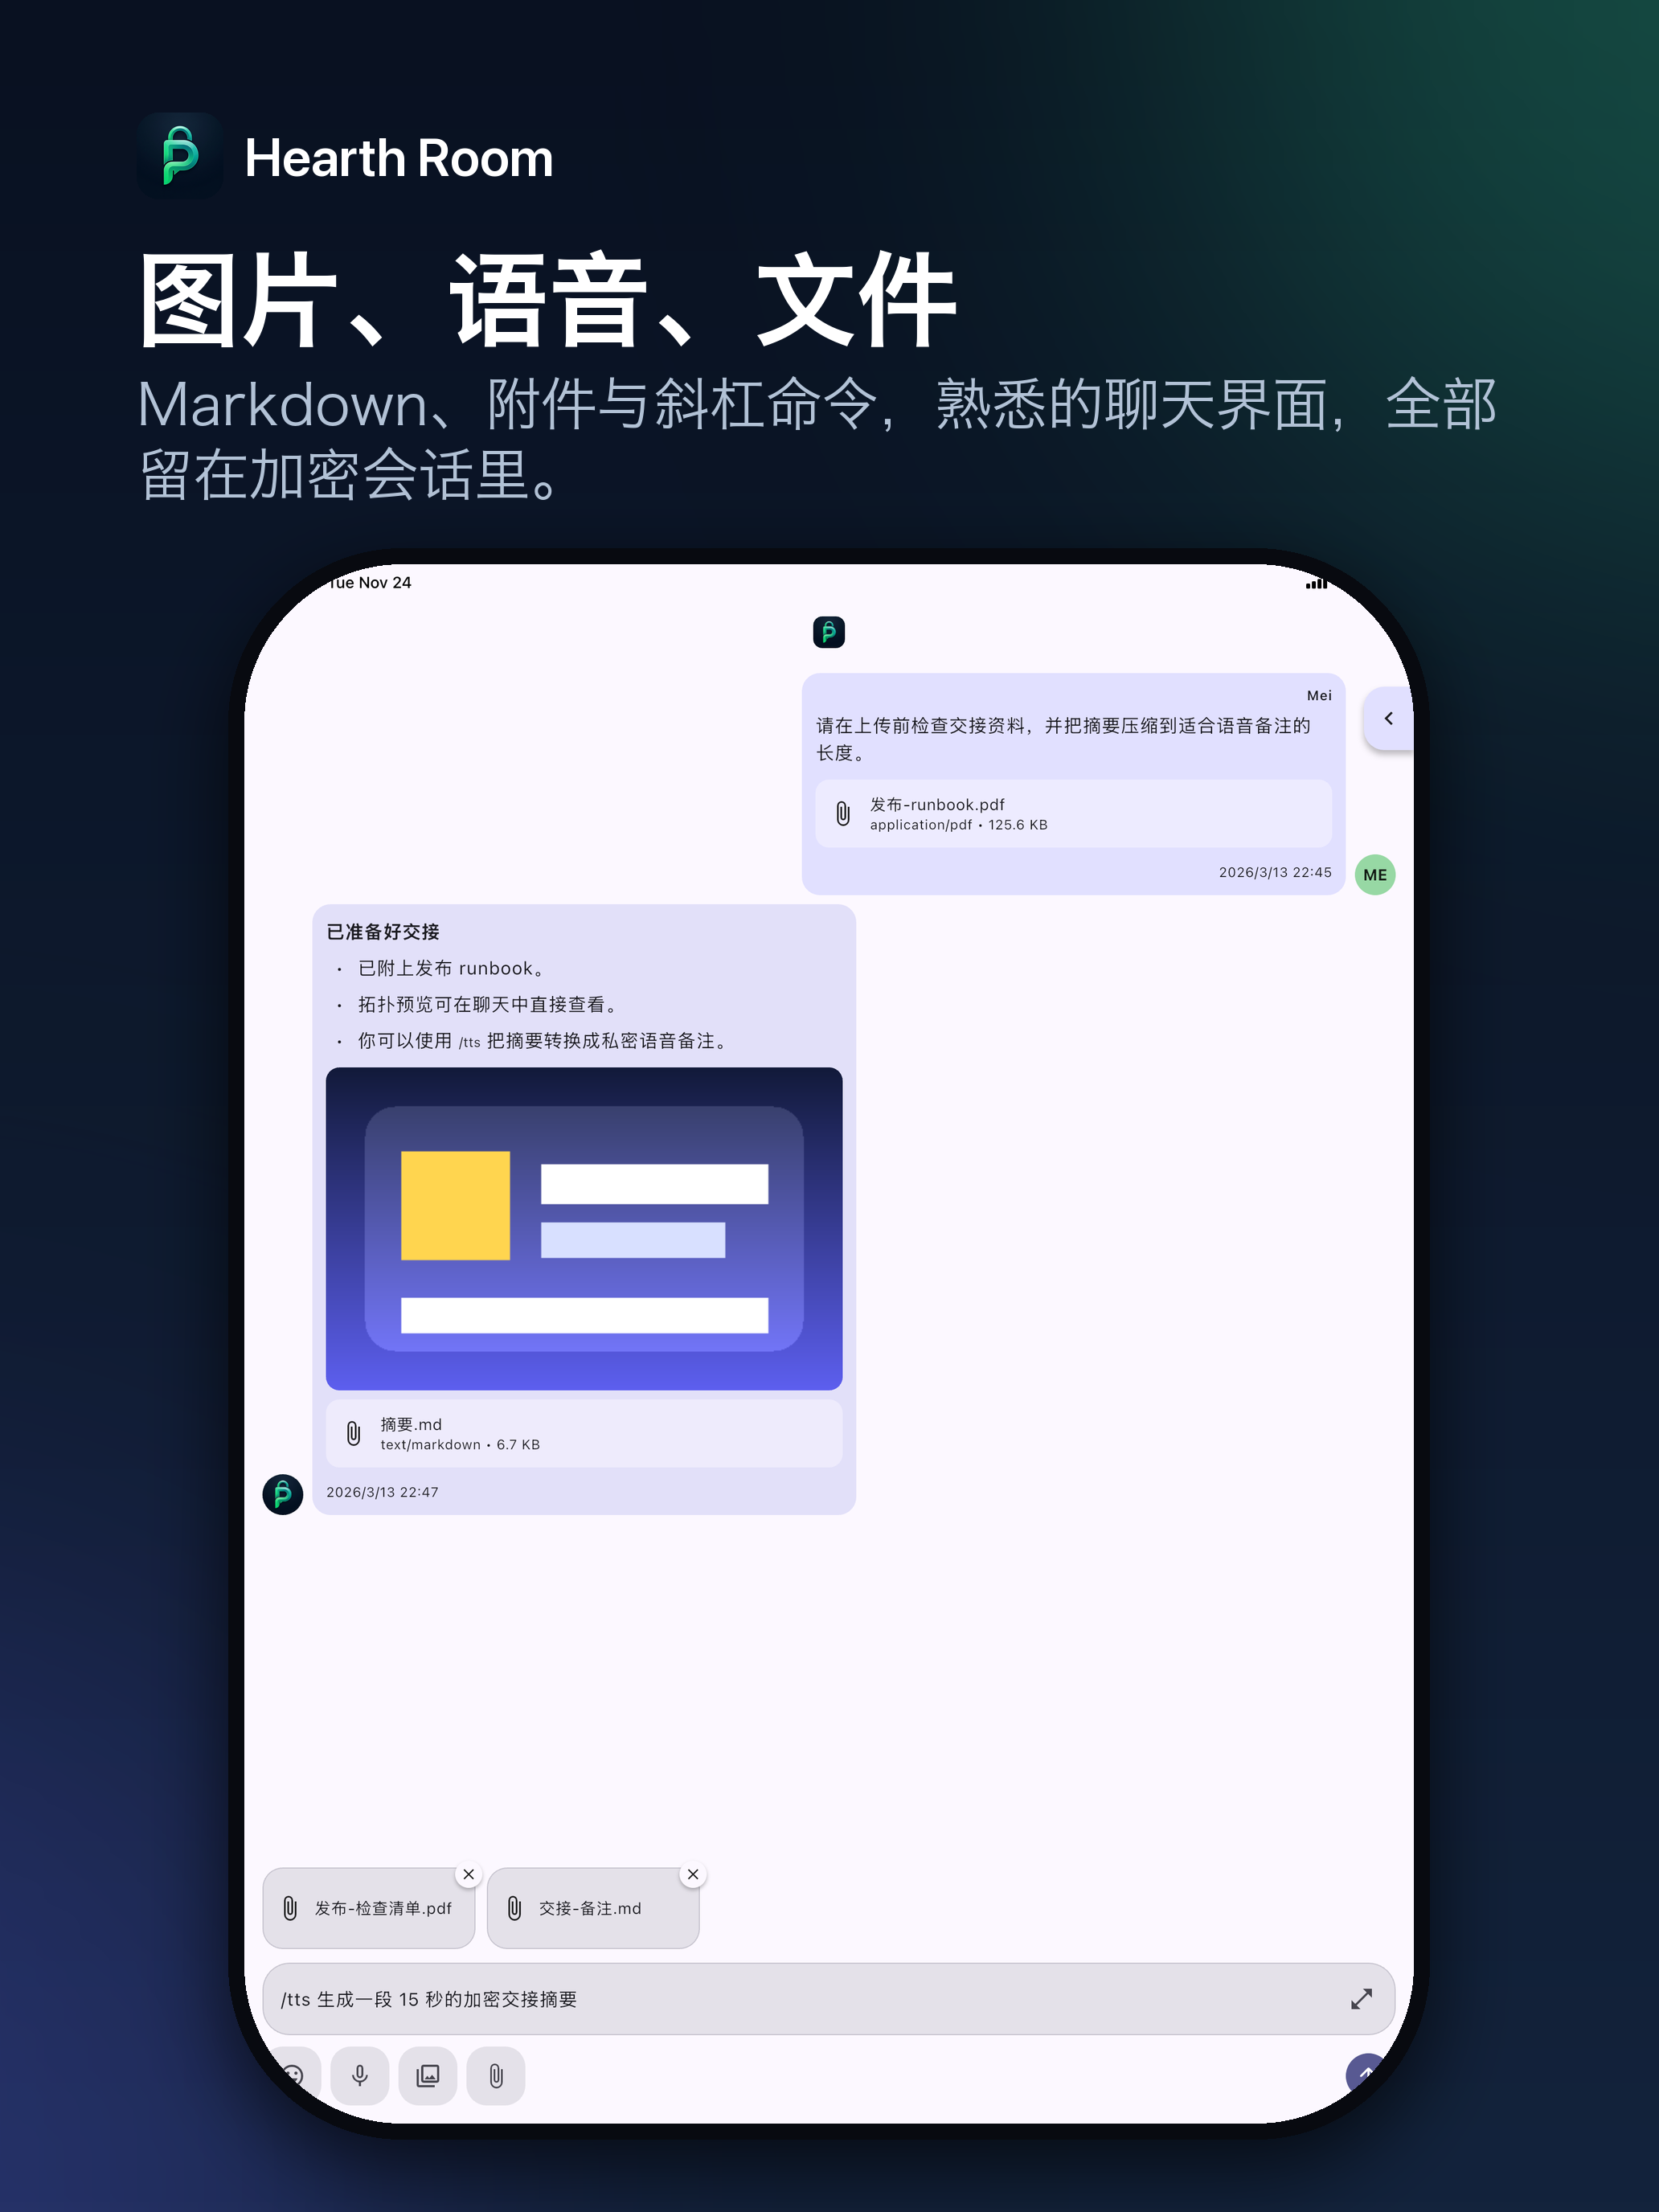 Hearth Room
图片、语音、文件
Markdown、附件与斜杠命令，熟悉的聊天界面，全部
留在加密会话里。
Tue Nov 24
Mei
请在上传前检查交接资料，并把摘要压缩到适合语音备注的
长度。
发布-runbook.pdf
application/pdf • 125.6 KB
2026/3/13 22:45
ME
已准备好交接
• 已附上发布 runbook。
• 拓扑预览可在聊天中直接查看。
• 你可以使用 /tts 把摘要转换成私密语音备注。
摘要.md
text/markdown • 6.7 KB
2026/3/13 22:47
发布-检查清单.pdf
交接-备注.md
/tts 生成一段 15 秒的加密交接摘要